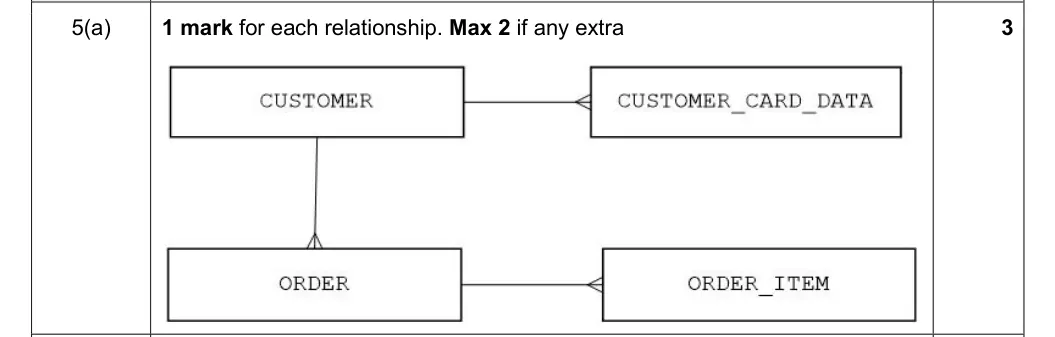 5(a)
1 mark for each relationship. Max 2 if any extra
3
CUSTOMER
CUSTOMER_CARD_DATA
ORDER
ORDER_ITEM